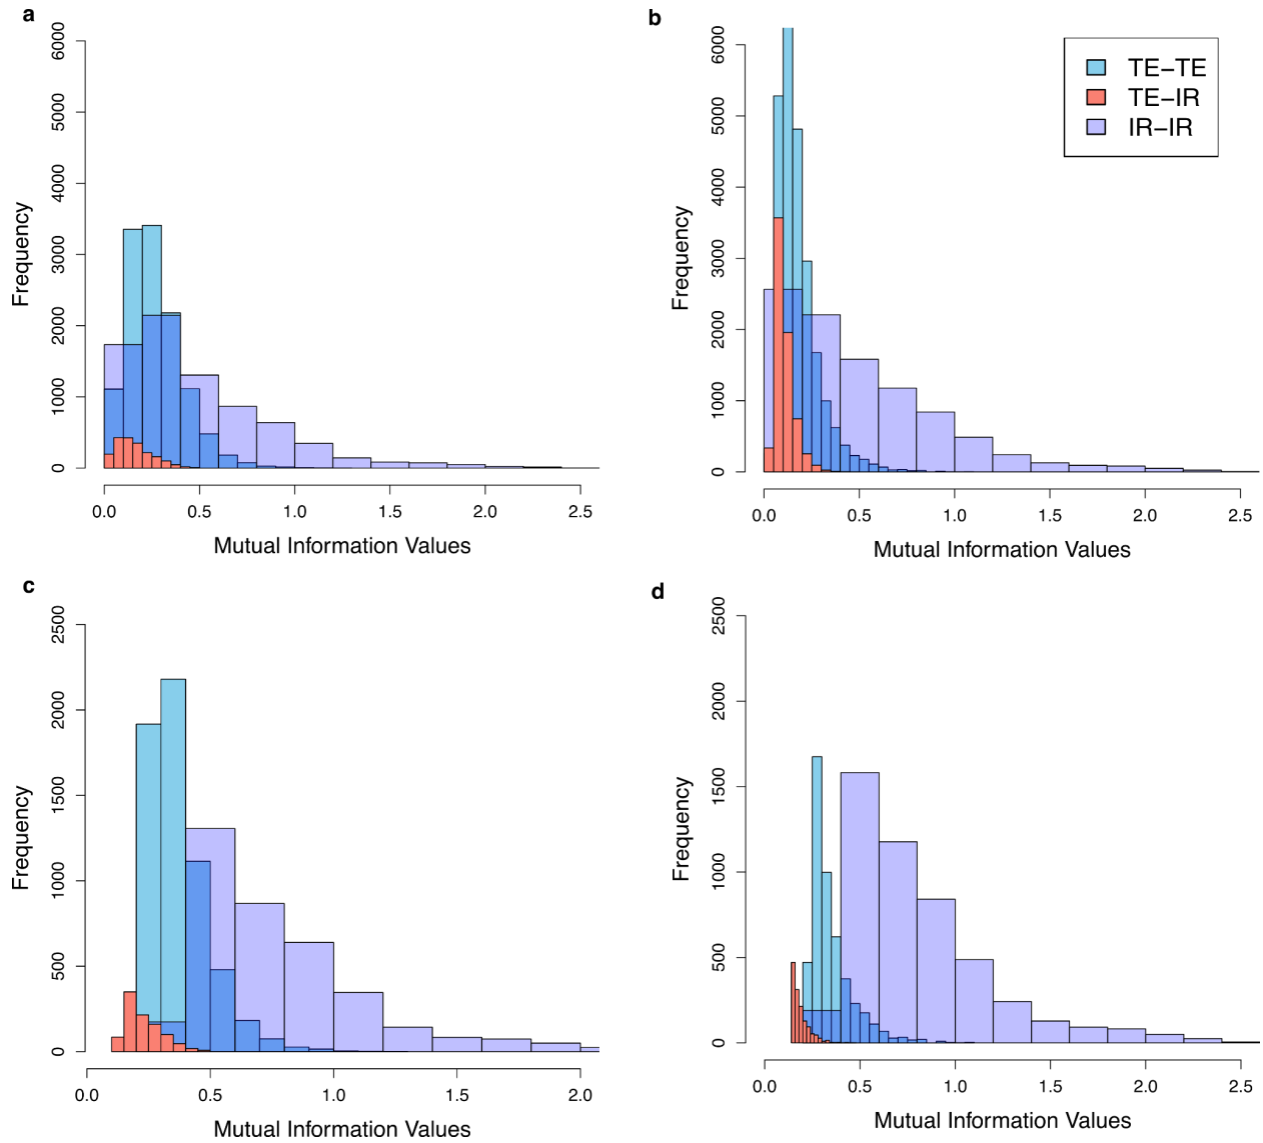 a
6000
5000
4000
3000
2000
1000
0
Frequency
0.0 0.5 1.0 1.5 2.0 2.5
Mutual Information Values
b
6000
5000
4000
3000
2000
1000
0
Frequency
TE–TE
TE–IR
IR–IR
0.0 0.5 1.0 1.5 2.0 2.5
Mutual Information Values
c
2500
2000
1500
1000
500
0
Frequency
0.0 0.5 1.0 1.5 2.0
Mutual Information Values
d
2500
2000
1500
1000
500
0
Frequency
0.0 0.5 1.0 1.5 2.0 2.5
Mutual Information Values